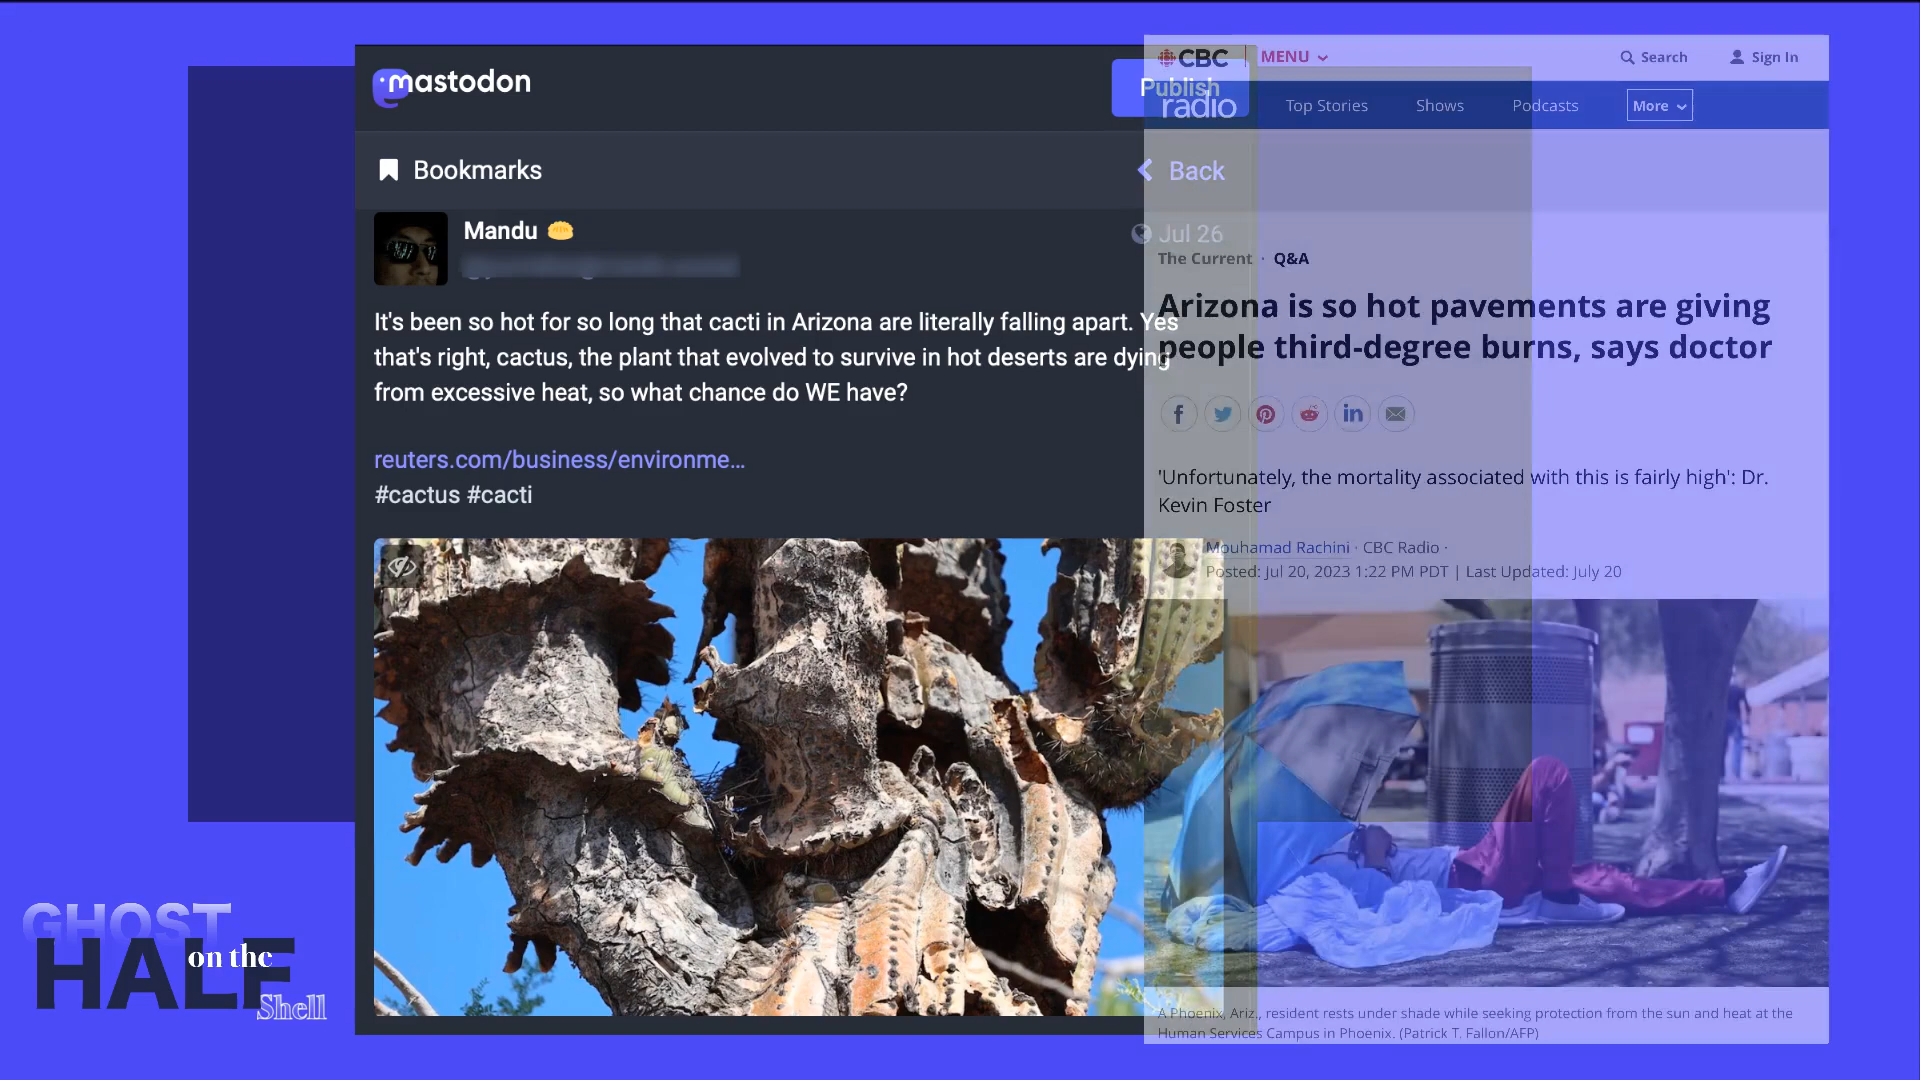 mastodon
Publish
Bookmarks
Back
Mandu
Jul 26
It's been so hot for so long that cacti in Arizona are literally falling apart. Yes
that's right, cactus, the plant that evolved to survive in hot deserts are dying
from excessive heat, so what chance do WE have?
reuters.com/business/environme...
#cactus #cacti
CBC
MENU
Search
Sign In
radio
Top Stories
Shows
Podcasts
More
The Current · Q&A
Arizona is so hot pavements are giving
people third-degree burns, says doctor
'Unfortunately, the mortality associated with this is fairly high': Dr.
Kevin Foster
Mouhamad Rachini · CBC Radio ·
Posted: Jul 20, 2023 1:22 PM PDT | Last Updated: July 20
A Phoenix, Ariz., resident rests under shade while seeking protection from the sun and heat at the
Human Services Campus in Phoenix. (Patrick T. Fallon/AFP)
GHOST
HALF
on the
Shell